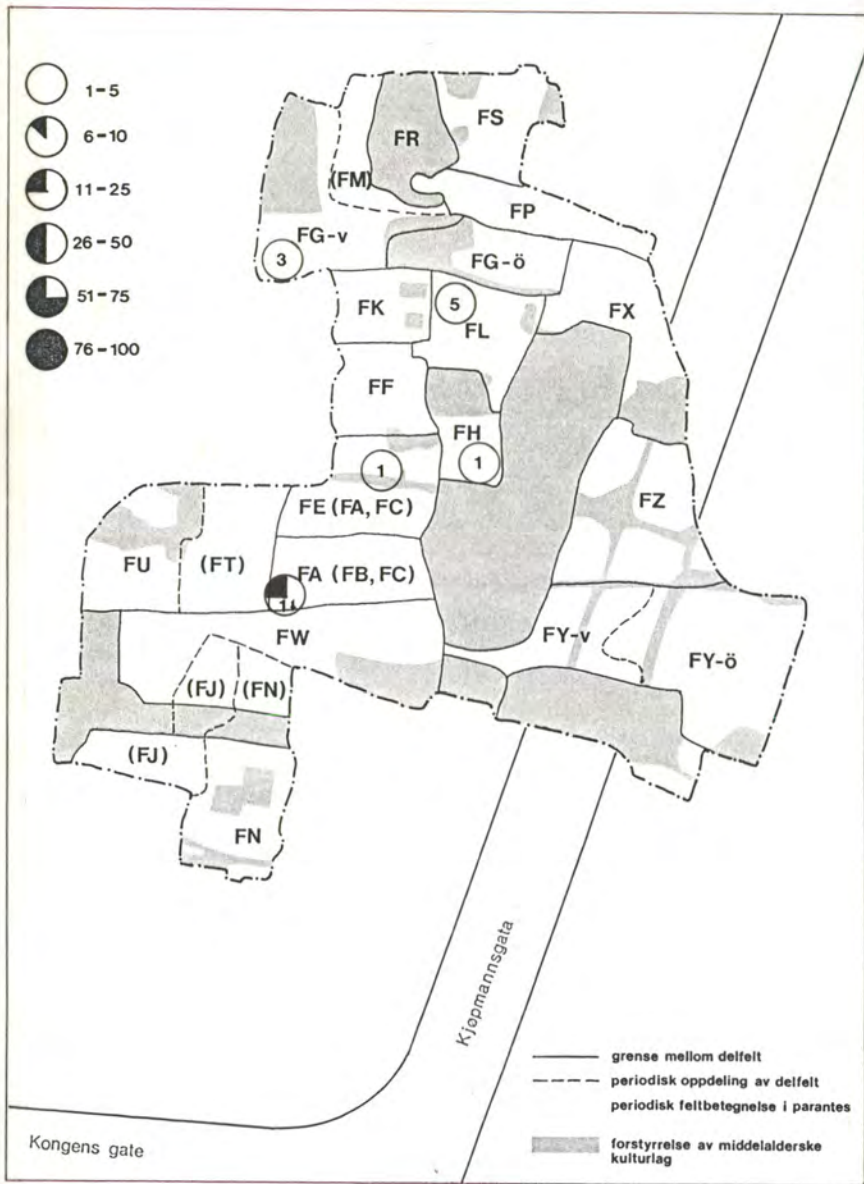 1-5
6-10
11-25
26-50
51-75
76-100
FS
FR
(FM)
FP
FG-v
3
FG-ö
FX
FK
5
FL
FF
FH
1
1
FE (FA, FC)
FZ
FU
(FT)
FA (FB, FC)
FW
FY-v
FY-ö
(FJ)
(FN)
(FJ)
FN
Kjøpmannsgata
Kongens gate
grense mellom delfelt
periodisk oppdeling av delfelt
periodisk feltbetegnelse i parantes
forstyrrelse av middelalderske
kulturlag